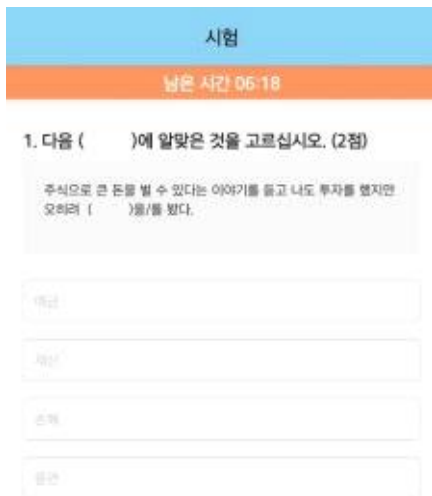 시험
남은 시간 06:18
1. 다음 (        )에 알맞은 것을 고르십시오. (2점)
주식으로 큰 돈을 벌 수 있다는 이야기를 듣고 나도 투자를 했지만
오히려 (        )을/를 봤다.
손해